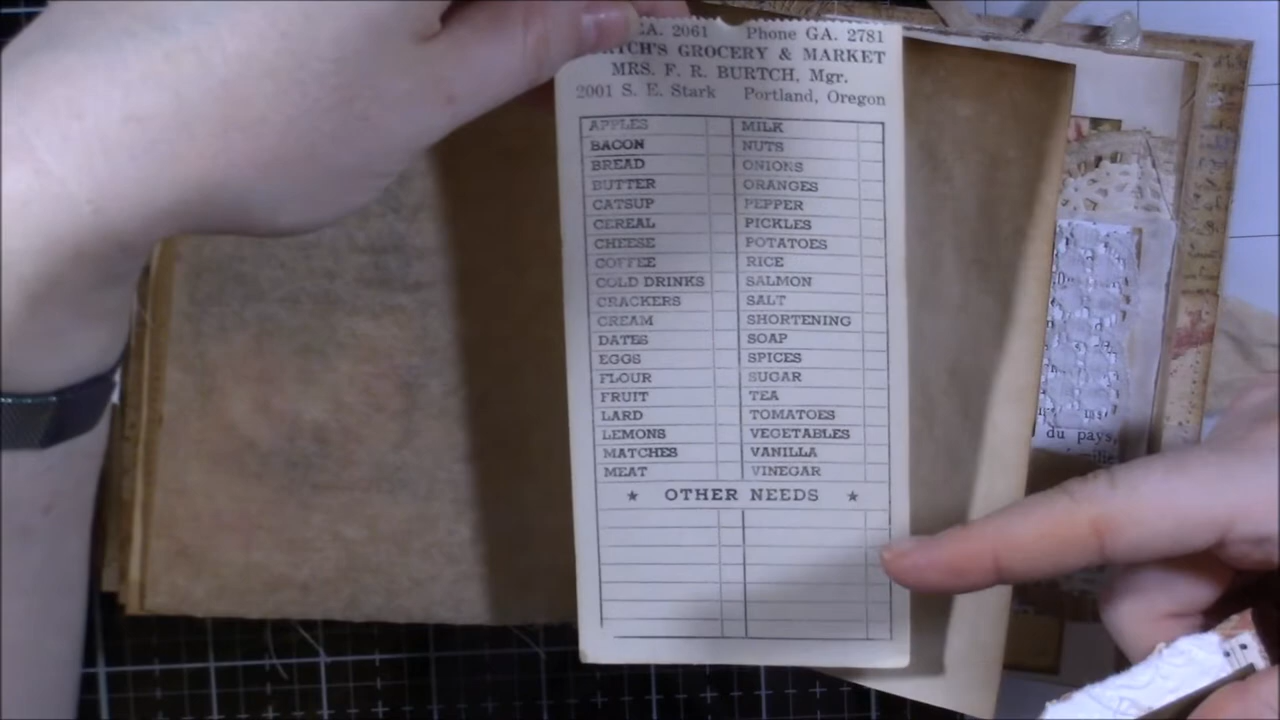 EA. 2061 Phone GA. 2781
GROCERY & MARKET
MRS. F. R. BURTCH, Mgr.
2001 S. E. Stark Portland, Oregon
APPLES MILK
BACON NUTS
BREAD ONIONS
BUTTER ORANGES
CATSUP PEPPER
CEREAL PICKLES
CHEESE POTATOES
COFFEE RICE
COLD DRINKS SALMON
CRACKERS SALT
CREAM SHORTENING
DATES SOAP
EGGS SPICES
FLOUR SUGAR
FRUIT TEA
LARD TOMATOES
LEMONS VEGETABLES
MATCHES VANILLA
MEAT VINEGAR
★ OTHER NEEDS ★
du pays,